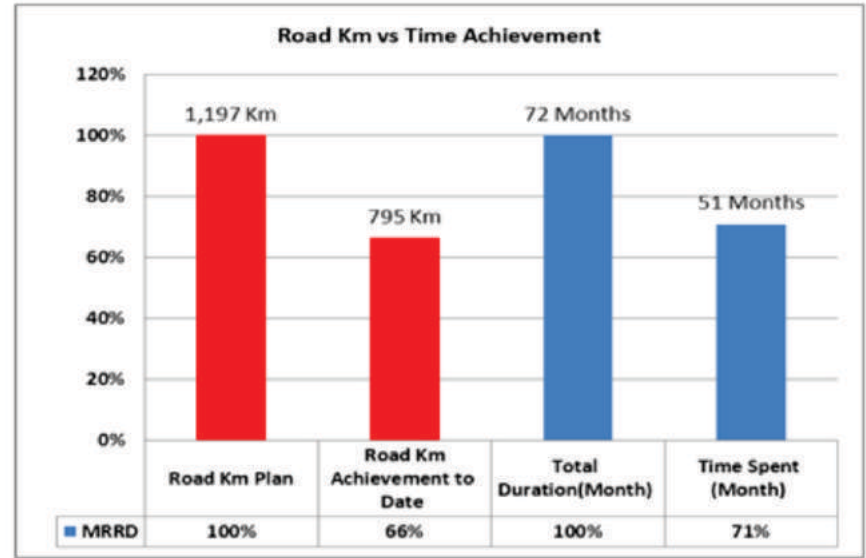 Road Km vs Time Achievement
120%
100%
80%
60%
40%
20%
0%
1,197 Km
795 Km
72 Months
51 Months
Road Km Plan
Road Km
Achievement to
Date
Total
Duration(Month)
Time Spent
(Month)
MRRD 100% 66% 100% 71%